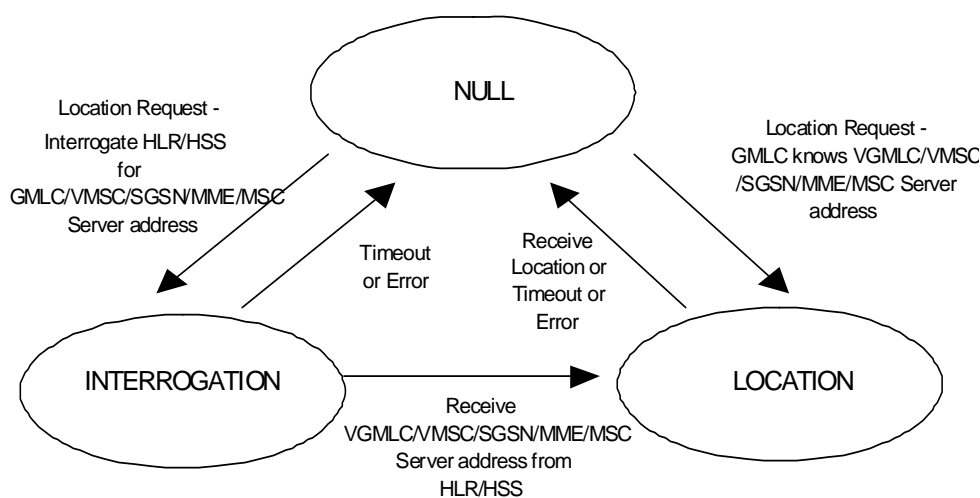 NULL
Location Request -
Interrogate HLR/HSS
for
GMLC/VMSC/SGSN/MME/MSC
Server address
Location Request -
GMLC knows VGMLC/VMSC
/SGSN/MME/MSC Server
address
Timeout
or Error
Receive
Location or
Timeout or
Error
INTERROGATION
LOCATION
Receive
VGMLC/VMSC/SGSN/MME/MSC
Server address from
HLR/HSS